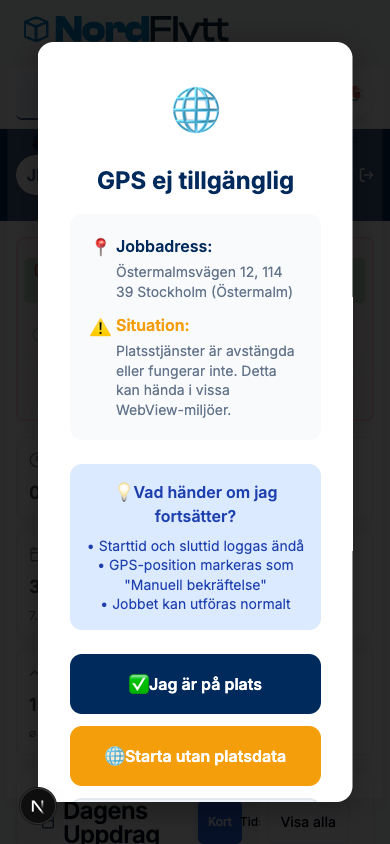 NordFlytt
GPS ej tillgänglig
Jobbadress:
Östermalmsvägen 12, 114
39 Stockholm (Östermalm)
Situation:
Platsstjänster är avstängda
eller fungerar inte. Detta
kan hända i vissa
WebView-miljöer.
Vad händer om jag
fortsätter?
• Starttid och sluttid loggas ändå
• GPS-position markeras som
"Manuell bekräftelse"
• Jobbet kan utföras normalt
Jag är på plats
Starta utan platsdata
N
Dagens
Uppdrag
Kort
Tid:
Visa alla